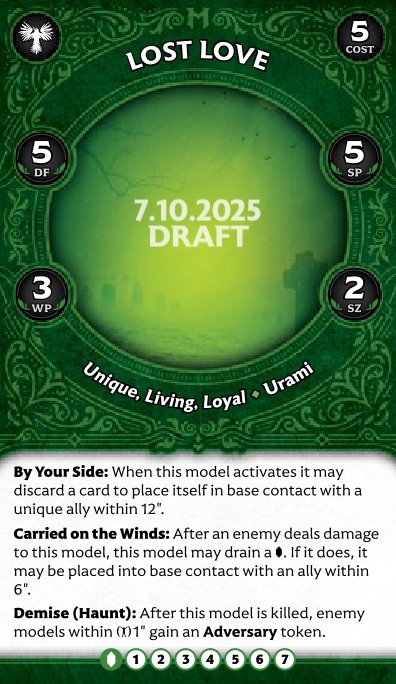 LOST LOVE
5
COST
5
DF
5
SP
7.10.2025
DRAFT
3
WP
2
SZ
Unique, Living, Loyal ♦ Urami
By Your Side: When this model activates it may
discard a card to place itself in base contact with a
unique ally within 12".
Carried on the Winds: After an enemy deals damage
to this model, this model may drain a ⬮. If it does, it
may be placed into base contact with an ally within
6".
Demise (Haunt): After this model is killed, enemy
models within 1" gain an Adversary token.
1 2 3 4 5 6 7